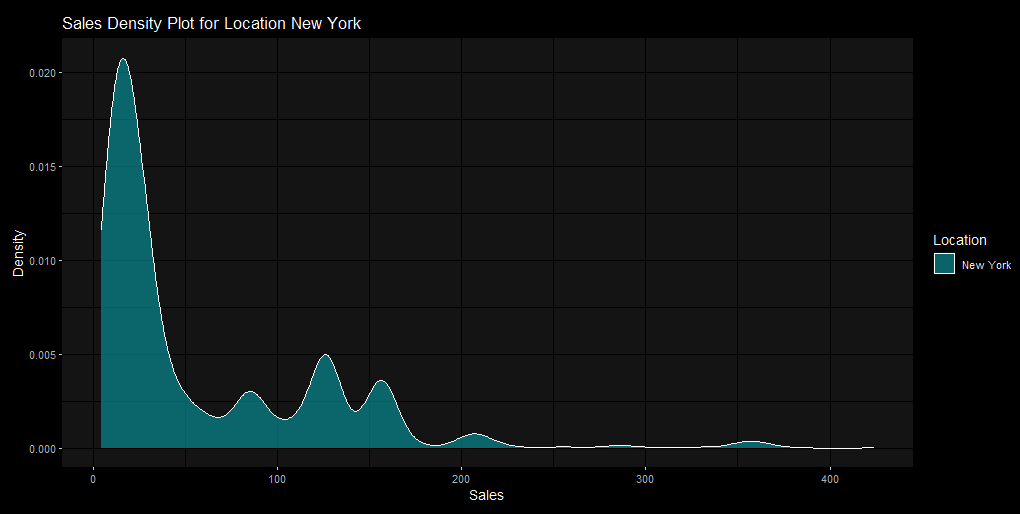 Sales Density Plot for Location New York
0.020
0.015
0.010
0.005
0.000
Density
0 100 200 300 400
Sales
Location
New York